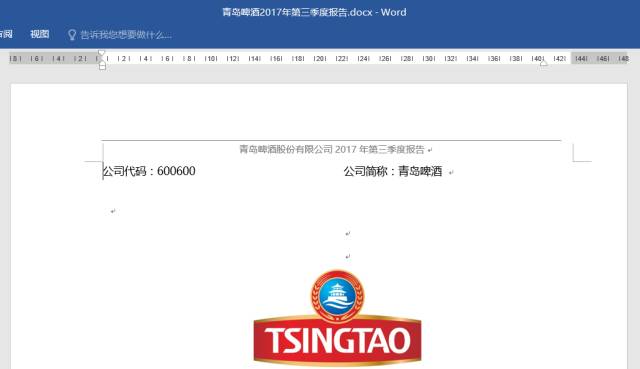 青岛啤酒2017年第三季度报告.docx - Word
审阅 视图 告诉我您想要做什么...
|8| |6| |4| |2| |2| |4| |6| |8| |10| |12| |14| |16| |18| |20| |22| |24| |26| |28| |30| |32| |34| |36| |38| |40| |42| |44| |46| |48
青岛啤酒股份有限公司 2017 年第三季度报告
公司代码：600600 公司简称：青岛啤酒
TSINGTAO